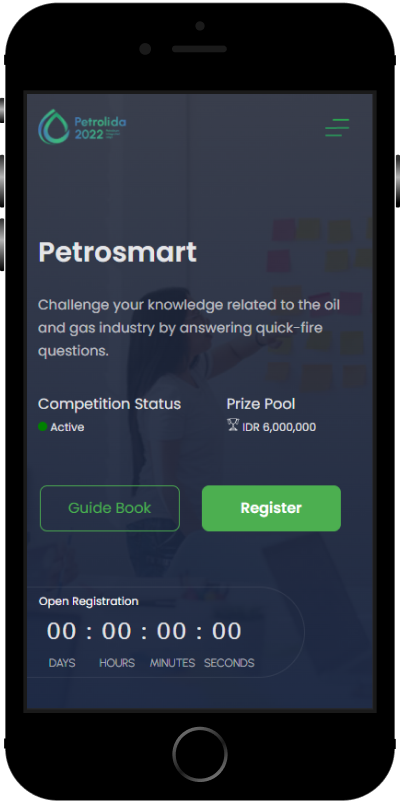 Petrolida
2022
Petrosmart
Challenge your knowledge related to the oil
and gas industry by answering quick-fire
questions.
Competition Status
Prize Pool
Active
IDR 6,000,000
Guide Book
Register
Open Registration
00 : 00 : 00 : 00
DAYS HOURS MINUTES SECONDS